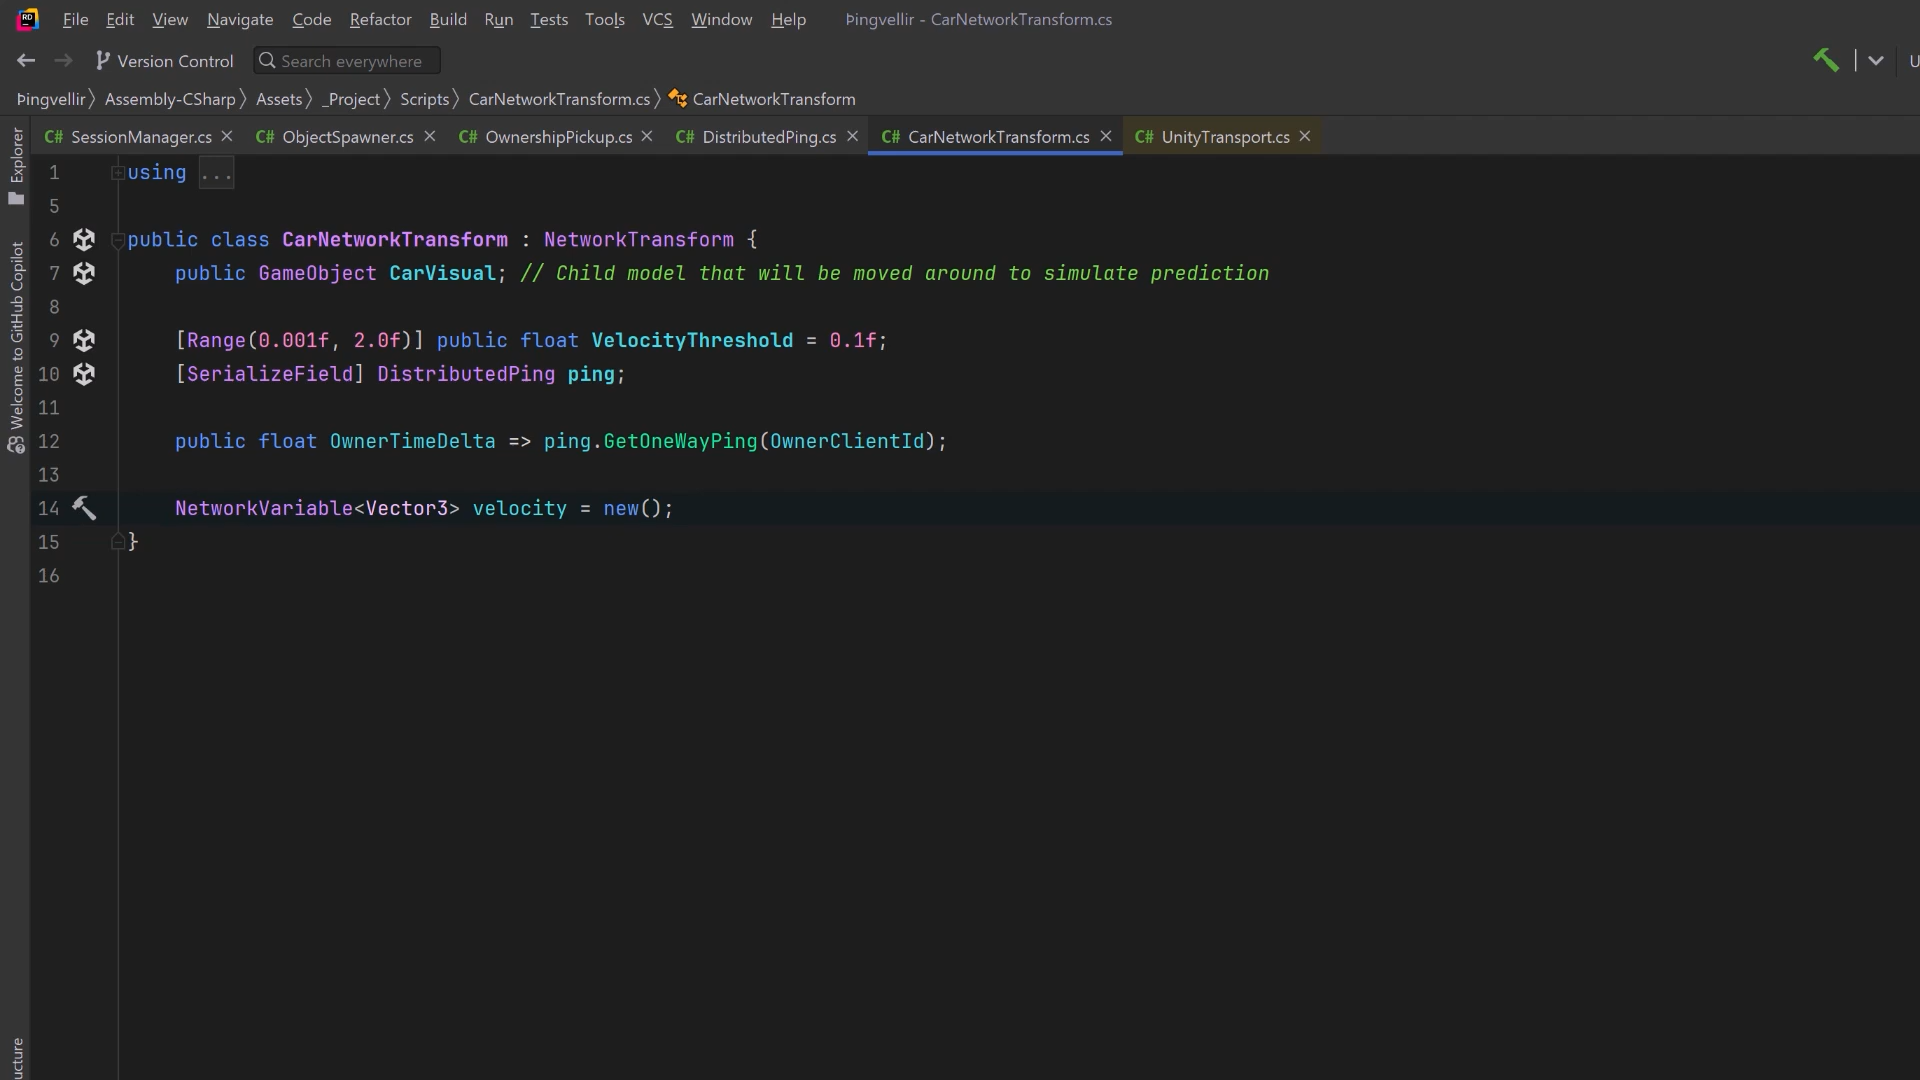 File Edit View Navigate Code Refactor Build Run Tests Tools VCS Window Help Þingvellir - CarNetworkTransform.cs
Version Control Search everywhere
Þingvellir Assembly-CSharp Assets _Project Scripts CarNetworkTransform.cs CarNetworkTransform
C# SessionManager.cs C# ObjectSpawner.cs C# OwnershipPickup.cs C# DistributedPing.cs C# CarNetworkTransform.cs C# UnityTransport.cs
Explorer
Welcome to GitHub Copilot
1 using ...
5
6 public class CarNetworkTransform : NetworkTransform {
7 public GameObject CarVisual; // Child model that will be moved around to simulate prediction
8
9 [Range(0.001f, 2.0f)] public float VelocityThreshold = 0.1f;
10 [SerializeField] DistributedPing ping;
11
12 public float OwnerTimeDelta => ping.GetOneWayPing(OwnerClientId);
13
14 NetworkVariable<Vector3> velocity = new();
15 }
16
ucture